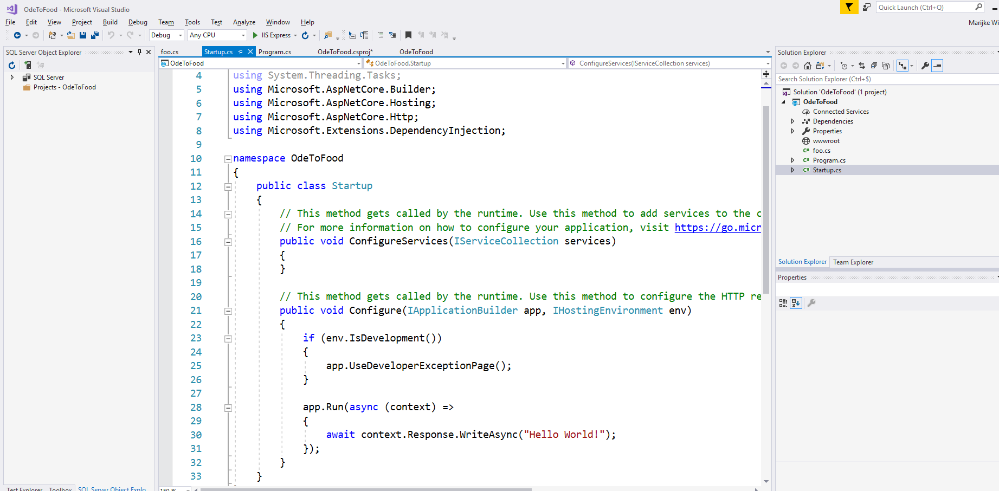 OdeToFood - Microsoft Visual Studio
Quick Launch (Ctrl+Q)
File Edit View Project Build Debug Team Tools Test Analyze Window Help
Marijke Wi
Debug Any CPU IIS Express
SQL Server Object Explorer
SQL Server
Projects - OdeToFood
foo.cs Startup.cs Program.cs OdeToFood.csproj* OdeToFood
OdeToFood OdeToFood.Startup ConfigureServices(IServiceCollection services)
4 using System.Threading.Tasks;
5 using Microsoft.AspNetCore.Builder;
6 using Microsoft.AspNetCore.Hosting;
7 using Microsoft.AspNetCore.Http;
8 using Microsoft.Extensions.DependencyInjection;
9
10 namespace OdeToFood
11 {
12 public class Startup
13 {
14 // This method gets called by the runtime. Use this method to add services to the c
15 // For more information on how to configure your application, visit https://go.micr
16 public void ConfigureServices(IServiceCollection services)
17 {
18 }
19
20 // This method gets called by the runtime. Use this method to configure the HTTP re
21 public void Configure(IApplicationBuilder app, IHostingEnvironment env)
22 {
23 if (env.IsDevelopment())
24 {
25 app.UseDeveloperExceptionPage();
26 }
27
28 app.Run(async (context) =>
29 {
30 await context.Response.WriteAsync("Hello World!");
31 });
32 }
33 }
150 %
Test Explorer Toolbox SQL Server Object Explo
Solution Explorer
Search Solution Explorer (Ctrl+$)
Solution 'OdeToFood' (1 project)
OdeToFood
Connected Services
Dependencies
Properties
wwwroot
C# foo.cs
C# Program.cs
C# Startup.cs
Solution Explorer Team Explorer
Properties